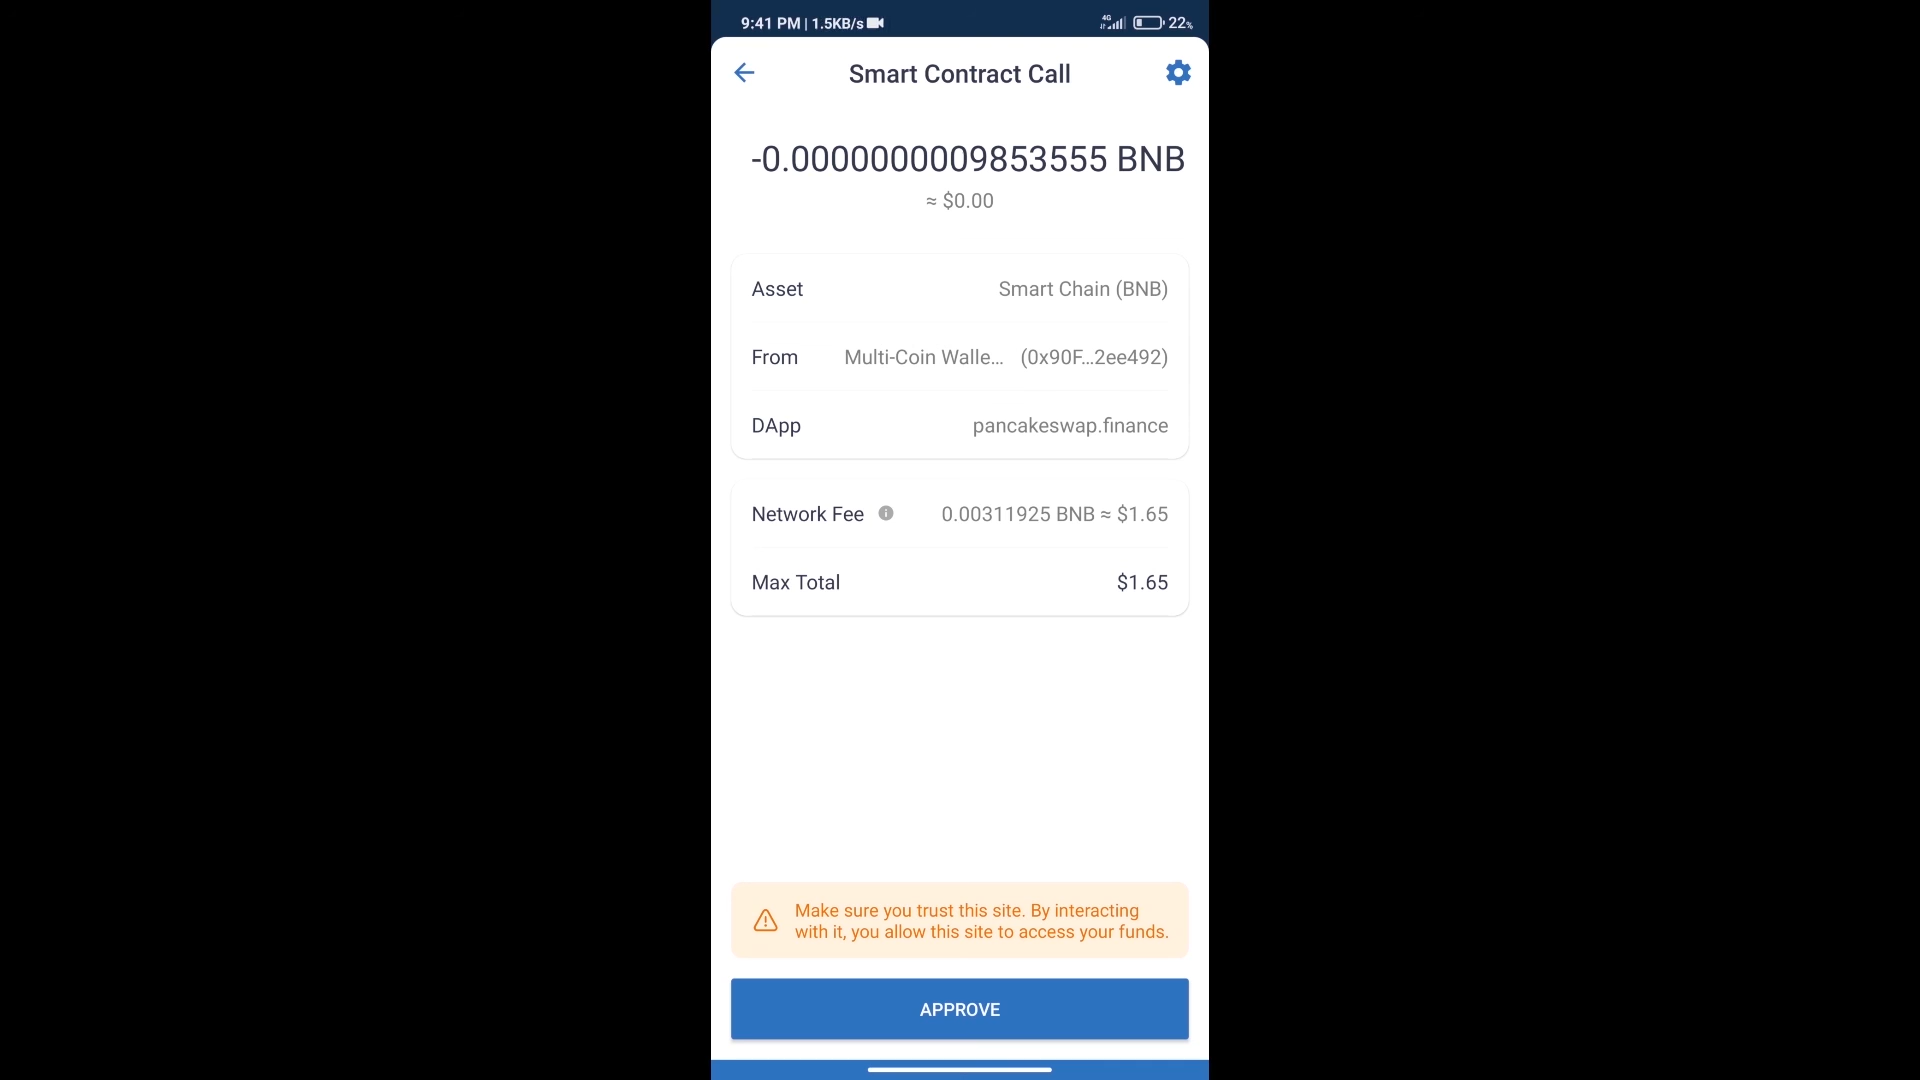 9:41 PM | 1.5KB/s 4G 22%
Smart Contract Call
-0.0000000009853555 BNB
≈ $0.00
Asset Smart Chain (BNB)
From Multi-Coin Walle... (0x90F...2ee492)
DApp pancakeswap.finance
Network Fee 0.00311925 BNB ≈ $1.65
Max Total $1.65
Make sure you trust this site. By interacting
with it, you allow this site to access your funds.
APPROVE